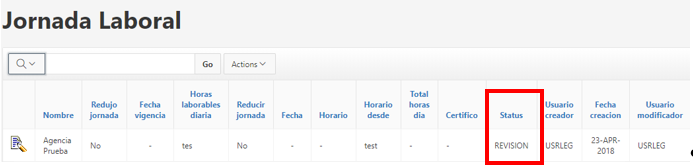 Jornada Laboral
Go Actions
Nombre Redujo jornada Fecha vigencia Horas laborables diaria Reducir jornada Fecha Horario Horario desde Total horas dia Certifico Status Usuario creador Fecha creacion Usuario modificador
Agencia Prueba No - tes No - - test - - REVISION USRLEG 23-APR-2018 USRLEG